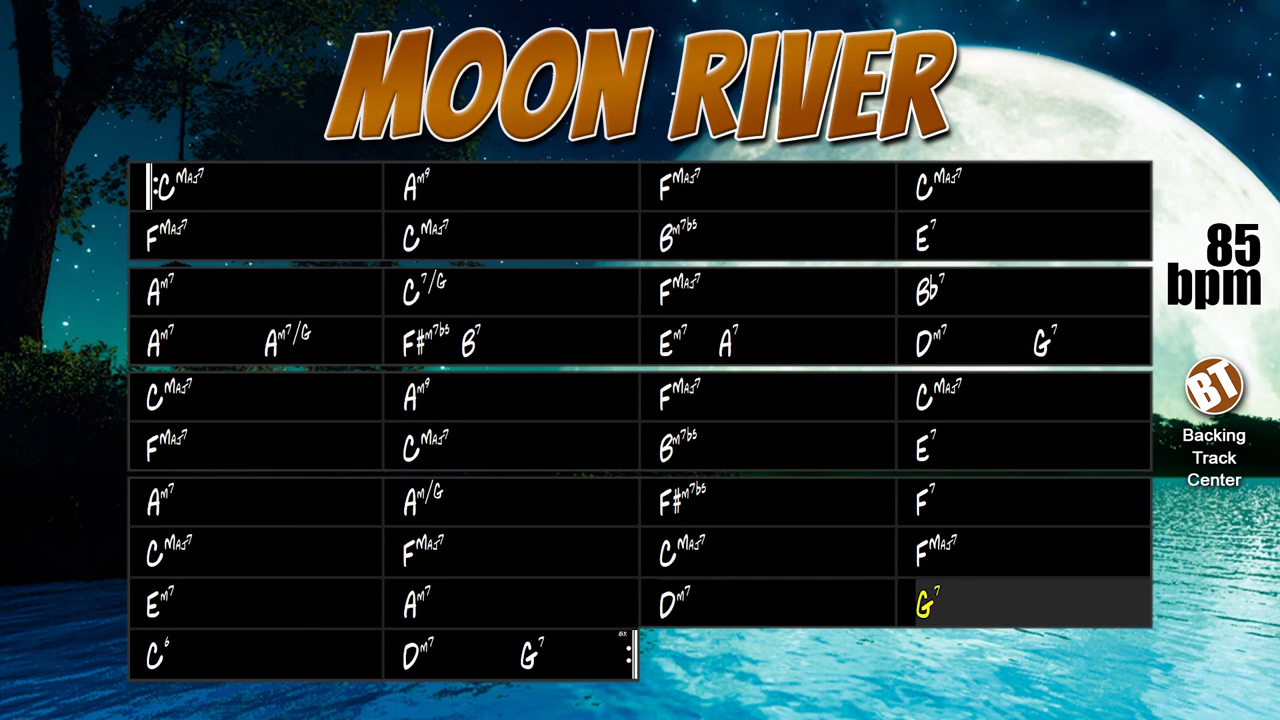 MOON RIVER
CMaj7 Am9 FMaj7 CMaj7
FMaj7 CMaj7 Bm7b5 E7
Am7 C7/G FMaj7 Bb7
Am7 Am7/G F#m7b5 B7 Em7 A7 Dm7 G7
CMaj7 Am9 FMaj7 CMaj7
FMaj7 CMaj7 Bm7b5 E7
Am7 Am/G F#m7b5 F7
CMaj7 FMaj7 CMaj7 FMaj7
Em7 Am7 Dm7 G7
C6 Dm7 G7 8x
85
bpm
BT
Backing
Track
Center